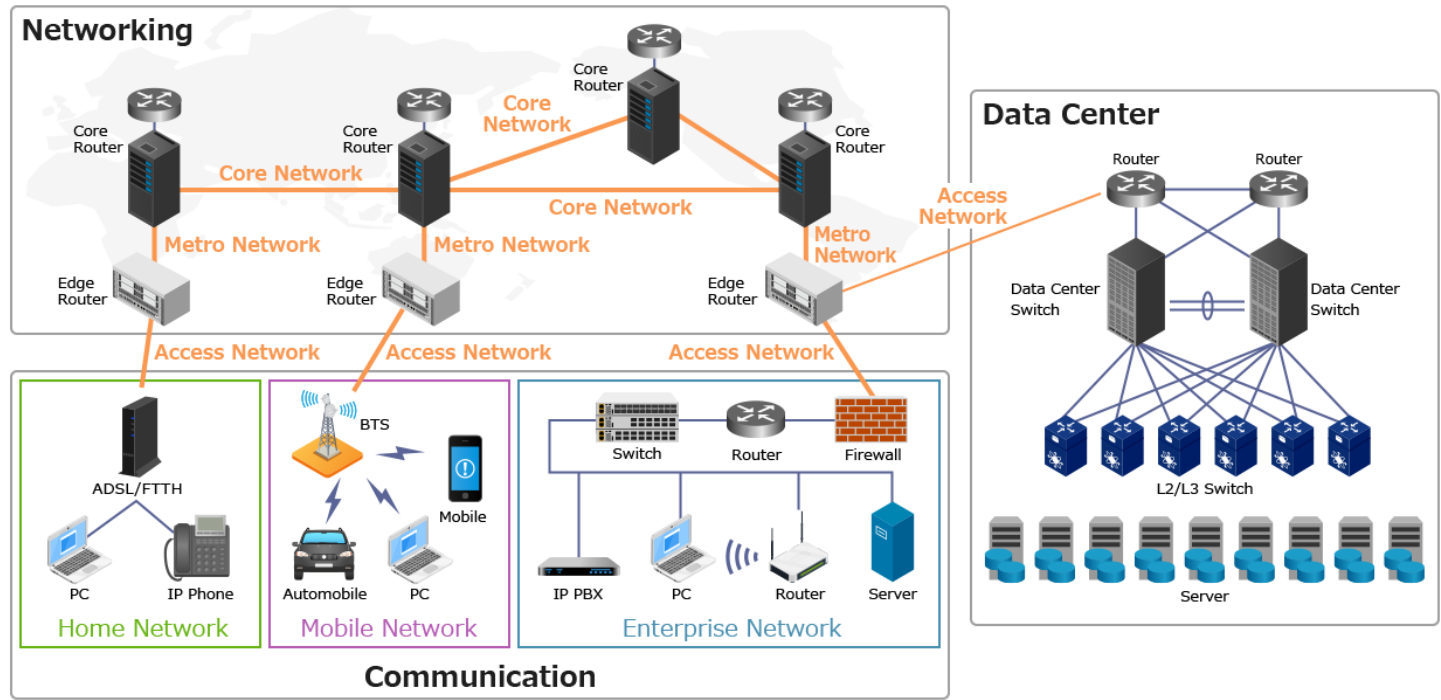 Networking
Core
Router
Core
Router
Core
Router
Core
Router
Core
Network
Core Network
Core Network
Metro Network
Metro Network
Metro
Network
Edge
Router
Edge
Router
Edge
Router
Access
Network
Access Network
Access Network
Access Network
ADSL/FTTH
PC
IP Phone
Home Network
BTS
Mobile
Automobile
PC
Mobile Network
Switch
Router
Firewall
IP PBX
PC
Router
Server
Enterprise Network
Communication
Data Center
Router
Router
Data Center
Switch
Data Center
Switch
L2/L3 Switch
Server